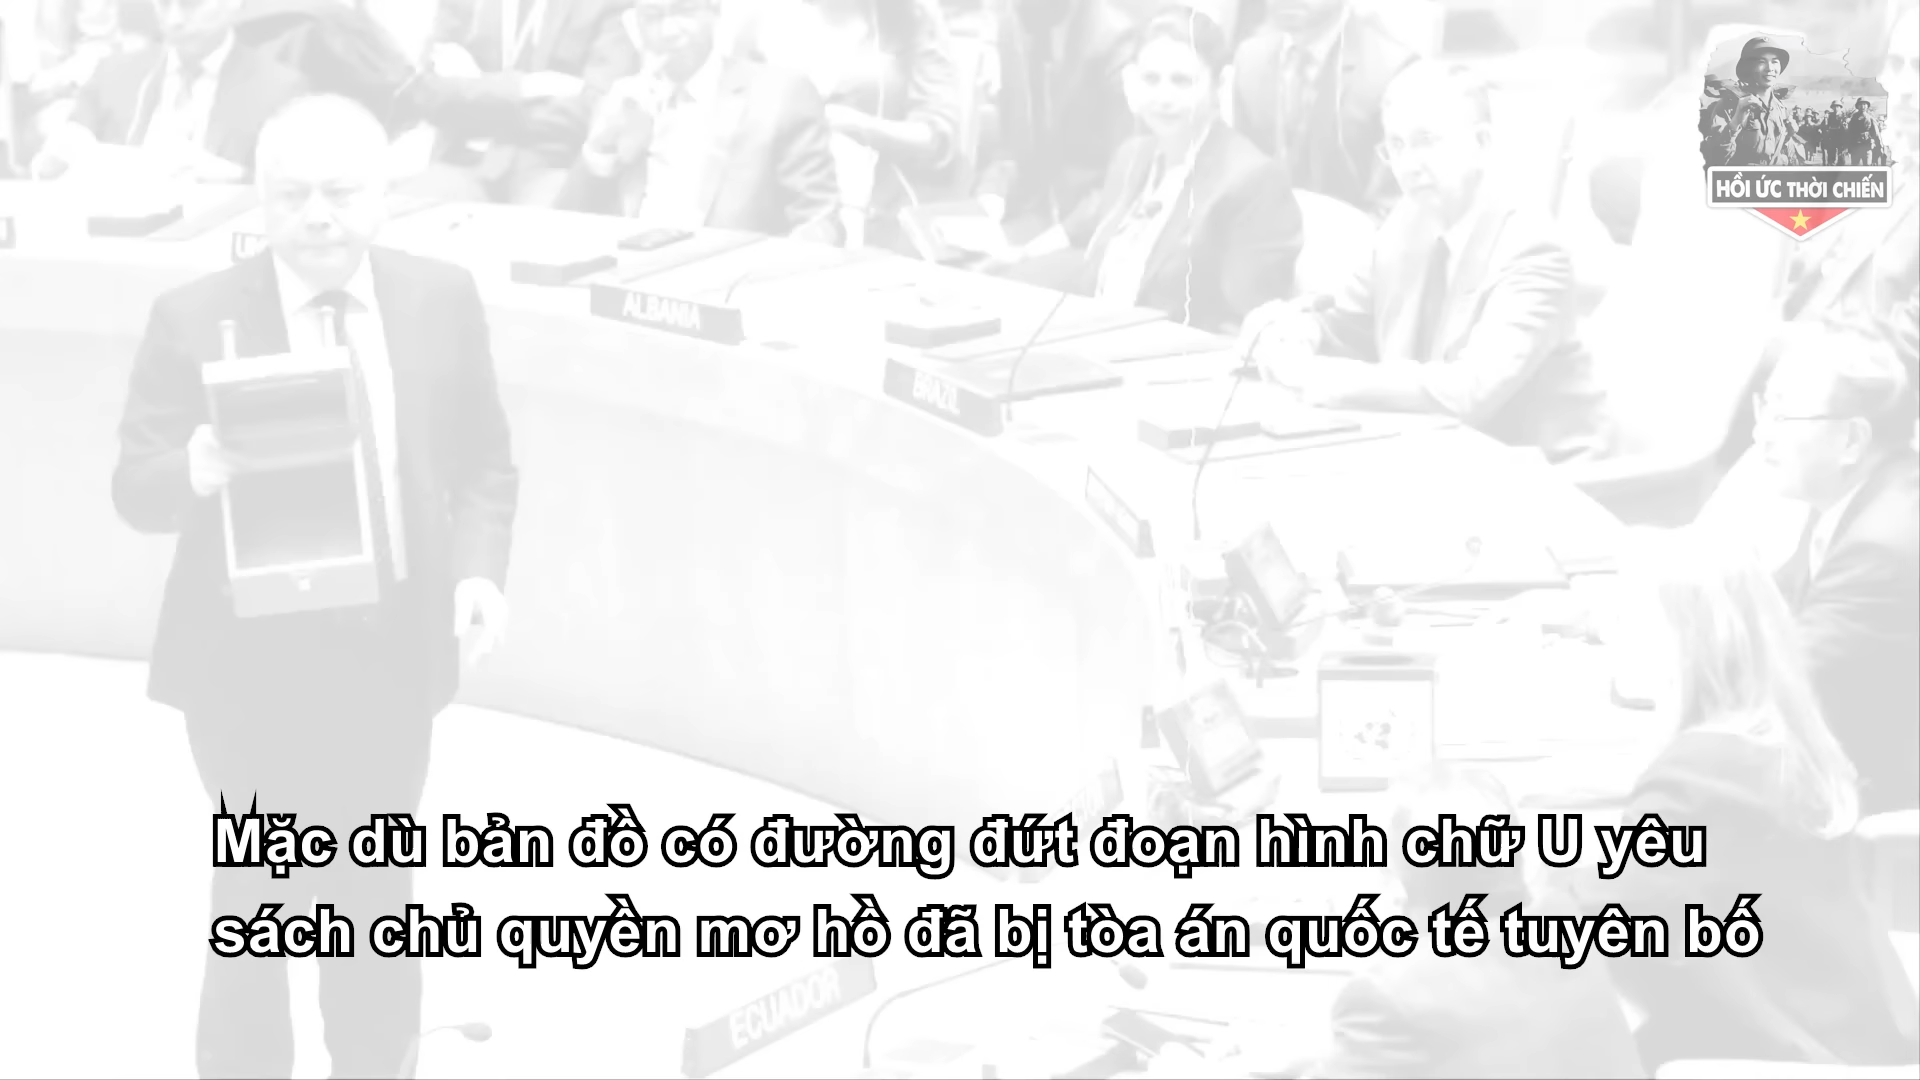 HỒI ỨC THỜI CHIẾN
ALBANIA
BRAZIL
Mặc dù bản đồ có đường đứt đoạn hình chữ U yêu
sách chủ quyền mơ hồ đã bị tòa án quốc tế tuyên bố
ECUADOR